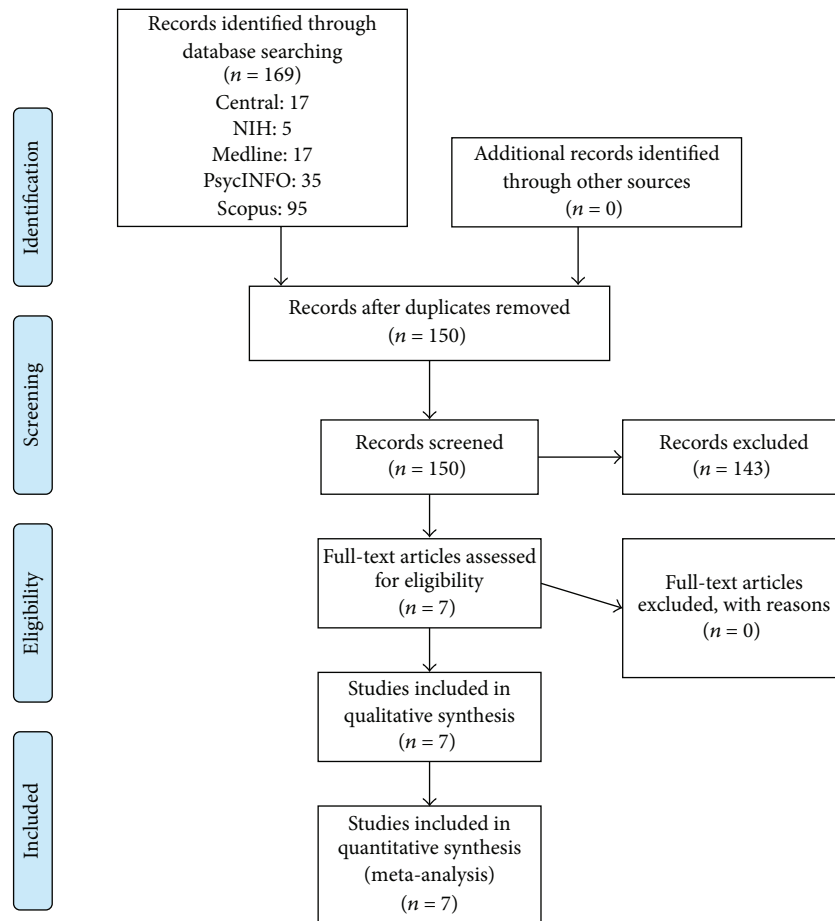 Identification
Screening
Eligibility
Included
Records identified through
database searching
(n = 169)
Central: 17
NIH: 5
Medline: 17
PsycINFO: 35
Scopus: 95
Additional records identified
through other sources
(n = 0)
Records after duplicates removed
(n = 150)
Records screened
(n = 150)
Records excluded
(n = 143)
Full-text articles assessed
for eligibility
(n = 7)
Full-text articles
excluded, with reasons
(n = 0)
Studies included in
qualitative synthesis
(n = 7)
Studies included in
quantitative synthesis
(meta-analysis)
(n = 7)